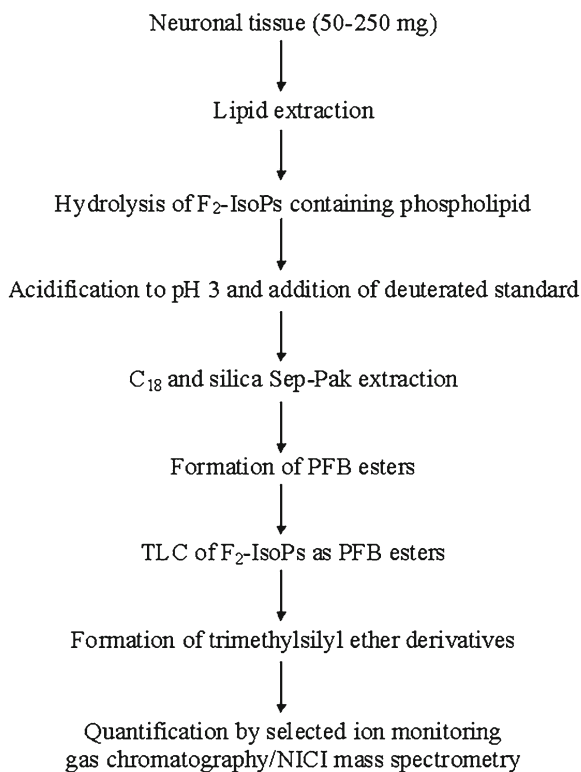 Neuronal tissue (50-250 mg)
Lipid extraction
Hydrolysis of F₂-IsoPs containing phospholipid
Acidification to pH 3 and addition of deuterated standard
C₁₈ and silica Sep-Pak extraction
Formation of PFB esters
TLC of F₂-IsoPs as PFB esters
Formation of trimethylsilyl ether derivatives
Quantification by selected ion monitoring
gas chromatography/NICI mass spectrometry